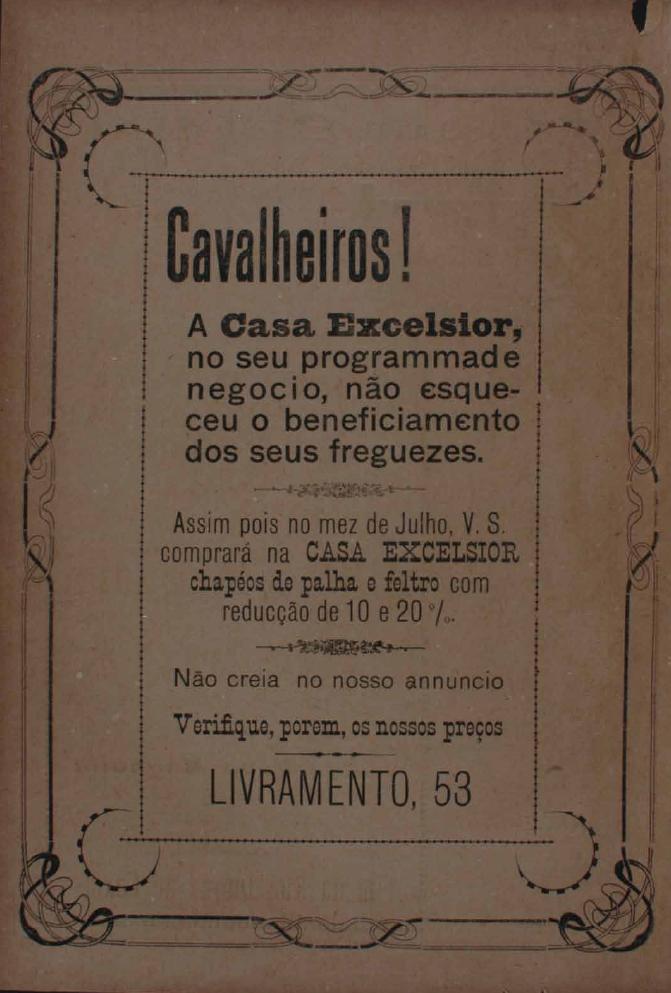 Cavalheiros!
A Casa Excelsior,
no seu programmade
negocio, não esque-
ceu o beneficiamento
dos seus freguezes.
Assim pois no mez de Julho, V. S.
comprará na CASA EXCELSIOR
chapéos de palha e feltro com
reducção de 10 e 20 %.
Não creia no nosso annuncio
Verifique, porem, os nossos preços
LIVRAMENTO, 53